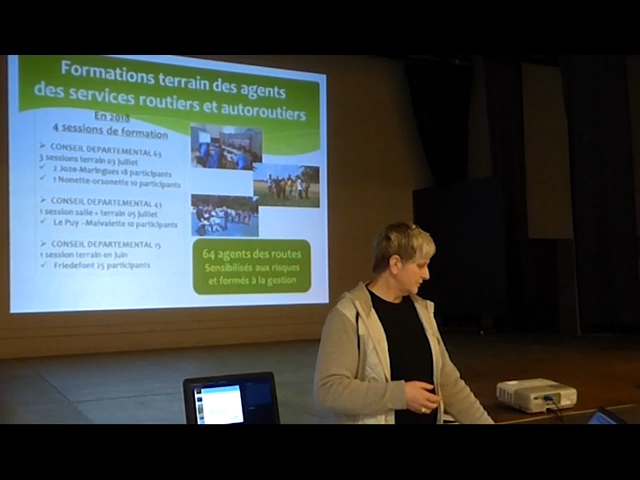 Formations terrain des agents
des services routiers et autoroutiers
En 2018
4 sessions de formation
➢ CONSEIL DEPARTEMENTAL 63
3 sessions terrain 03 juillet
✓ 2 Joze-Maringues 18 participants
✓ 1 Nonette-orsonette 10 participants
➢ CONSEIL DEPARTEMENTAL 43
1 session salle + terrain 05 juillet
✓ Le Puy -Malvalette 10 participants
➢ CONSEIL DEPARTEMENTAL 15
1 session terrain en juin
✓ Friedefont 25 participants
64 agents des routes
Sensibilisés aux risques
et formés à la gestion